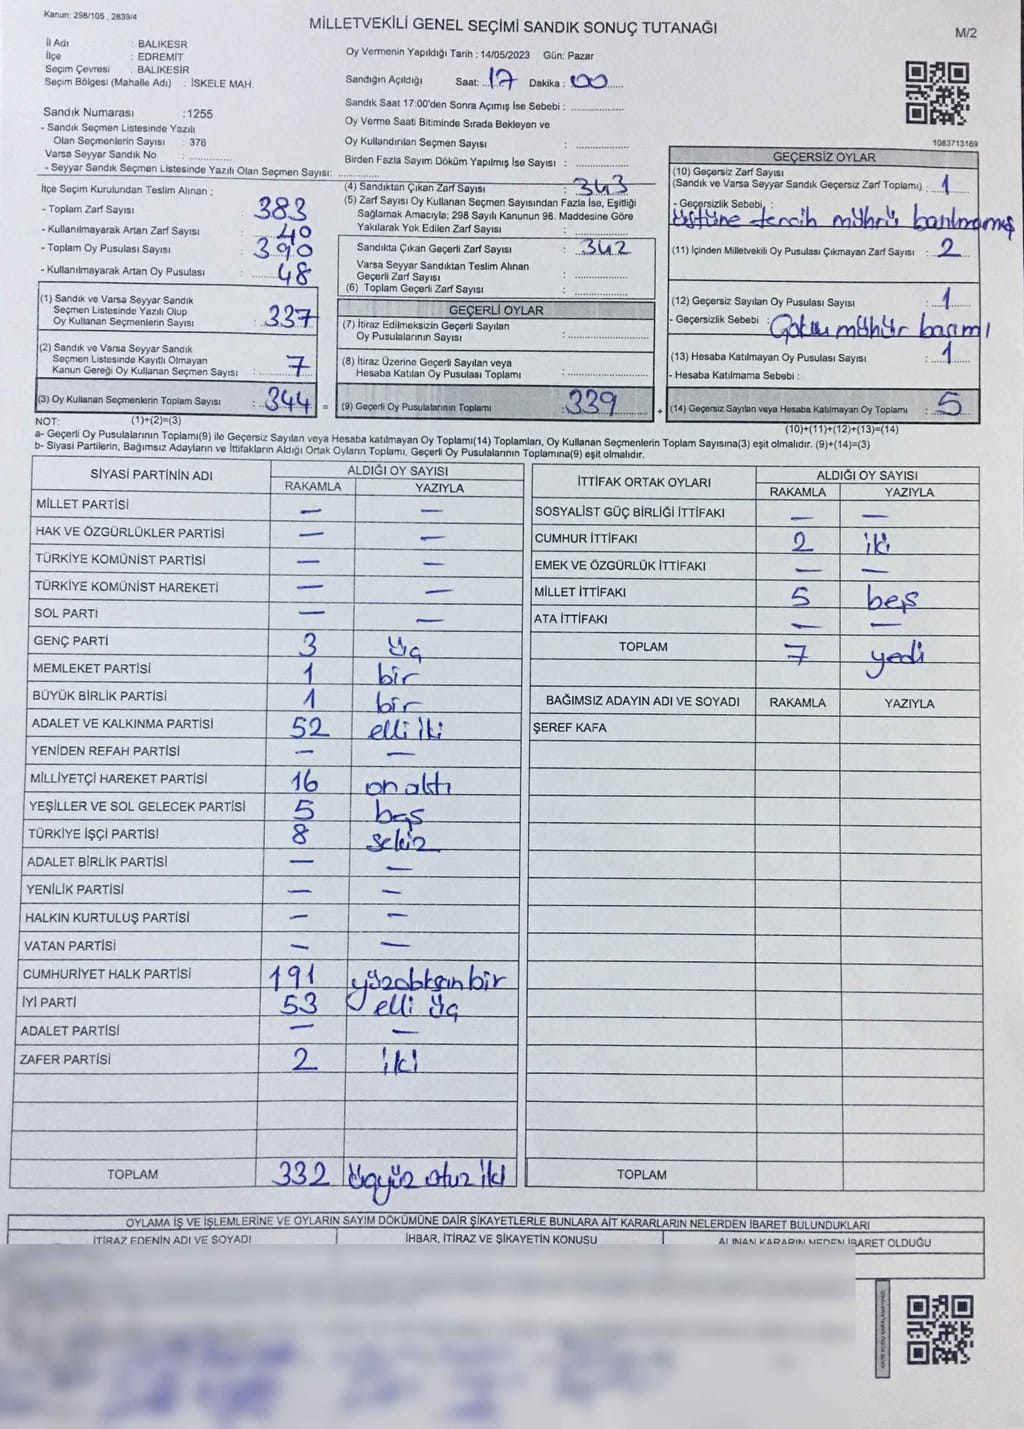 Kanun: 298/105 , 2839/4
MİLLETVEKİLİ GENEL SEÇİMİ SANDIK SONUÇ TUTANAĞI
M/2
İl Adı : BALIKESR
İlçe : EDREMİT
Seçim Çevresi : BALIKESİR
Seçim Bölgesi (Mahalle Adı) : İSKELE MAH.
Sandık Numarası :1255
- Sandık Seçmen Listesinde Yazılı
Olan Seçmenlerin Sayısı : 376
Varsa Seyyar Sandık No ..............
- Seyyar Sandık Seçmen Listesinde Yazılı Olan Seçmen Sayısı: ..............
Oy Vermenin Yapıldığı Tarih : 14/05/2023 Gün: Pazar
Sandığın Açıldığı Saat: 17 Dakika : 00
Sandık Saat 17:00'den Sonra Açımış İse Sebebi : ..............
Oy Verme Saati Bitiminde Sırada Bekleyen ve
Oy Kullandırılan Seçmen Sayısı : ..............
Birden Fazla Sayım Döküm Yapılmış İse Sayısı : ..............
1083713169
İlçe Seçim Kurulundan Teslim Alınan ;
- Toplam Zarf Sayısı : 383
- Kullanılmayarak Artan Zarf Sayısı : 40
- Toplam Oy Pusulası Sayısı : 390
- Kullanılmayarak Artan Oy Pusulası : 48
(1) Sandık ve Varsa Seyyar Sandık
Seçmen Listesinde Yazılı Olup
Oy Kullanan Seçmenlerin Sayısı : 337
(2) Sandık ve Varsa Seyyar Sandık
Seçmen Listesinde Kayıtlı Olmayan
Kanun Gereği Oy Kullanan Seçmen Sayısı : 7
(3) Oy Kullanan Seçmenlerin Toplam Sayısı : 344 =
(4) Sandıktan Çıkan Zarf Sayısı : 343
(5) Zarf Sayısı Oy Kullanan Seçmen Sayısından Fazla İse, Eşitliği
Sağlamak Amacıyla; 298 Sayılı Kanunun 98. Maddesine Göre
Yakılarak Yok Edilen Zarf Sayısı : ..............
Sandıkta Çıkan Geçerli Zarf Sayısı : 342
Varsa Seyyar Sandıktan Teslim Alınan
Geçerli Zarf Sayısı : ..............
(6) Toplam Geçerli Zarf Sayısı : ..............
GEÇERLİ OYLAR
(7) İtiraz Edilmeksizin Geçerli Sayılan
Oy Pusulalarının Sayısı : ..............
(8) İtiraz Üzerine Geçerli Sayılan veya
Hesaba Katılan Oy Pusulası Toplamı : ..............
(9) Geçerli Oy Pusulalarının Toplamı : 339 +
GEÇERSİZ OYLAR
(10) Geçersiz Zarf Sayısı
(Sandık ve Varsa Seyyar Sandık Geçersiz Zarf Toplamı) : 1
- Geçersizlik Sebebi :
üstüne tercih mührü basılmamış
(11) İçinden Milletvekili Oy Pusulası Çıkmayan Zarf Sayısı : 2
(12) Geçersiz Sayılan Oy Pusulası Sayısı : 1
- Geçersizlik Sebebi : Çoklu mühür basımı
(13) Hesaba Katılmayan Oy Pusulası Sayısı : 1
- Hesaba Katılmama Sebebi :
(14) Geçersiz Sayılan veya Hesaba Katılmayan Oy Toplamı : 5
NOT: (1)+(2)=(3)
(10)+(11)+(12)+(13)=(14)
a- Geçerli Oy Pusulalarının Toplamı(9) ile Geçersiz Sayılan veya Hesaba katılmayan Oy Toplamı(14) Toplamları, Oy Kullanan Seçmenlerin Toplam Sayısına(3) eşit olmalıdır. (9)+(14)=(3)
b- Siyasi Partilerin, Bağımsız Adayların ve İttifakların Aldığı Ortak Oyların Toplamı, Geçerli Oy Pusulalarının Toplamına(9) eşit olmalıdır.
SİYASİ PARTİNİN ADI ALDIĞI OY SAYISI
RAKAMLA YAZIYLA
MİLLET PARTİSİ — —
HAK VE ÖZGÜRLÜKLER PARTİSİ — —
TÜRKİYE KOMÜNİST PARTİSİ — —
TÜRKİYE KOMÜNİST HAREKETİ — —
SOL PARTİ — —
GENÇ PARTİ 3 üç
MEMLEKET PARTİSİ 1 bir
BÜYÜK BİRLİK PARTİSİ 1 bir
ADALET VE KALKINMA PARTİSİ 52 elli iki
YENİDEN REFAH PARTİSİ — —
MİLLİYETÇİ HAREKET PARTİSİ 16 on altı
YEŞİLLER VE SOL GELECEK PARTİSİ 5 beş
TÜRKİYE İŞÇİ PARTİSİ 8 sekiz
ADALET BİRLİK PARTİSİ — —
YENİLİK PARTİSİ — —
HALKIN KURTULUŞ PARTİSİ — —
VATAN PARTİSİ — —
CUMHURİYET HALK PARTİSİ 191 yüzdoksanbir
İYİ PARTİ 53 elli üç
ADALET PARTİSİ — —
ZAFER PARTİSİ 2 iki
TOPLAM 332 üçyüz otuz iki
İTTİFAK ORTAK OYLARI ALDIĞI OY SAYISI
RAKAMLA YAZIYLA
SOSYALİST GÜÇ BİRLİĞİ İTTİFAKI — —
CUMHUR İTTİFAKI 2 iki
EMEK VE ÖZGÜRLÜK İTTİFAKI — —
MİLLET İTTİFAKI 5 beş
ATA İTTİFAKI — —
TOPLAM 7 yedi
BAĞIMSIZ ADAYIN ADI VE SOYADI RAKAMLA YAZIYLA
ŞEREF KAFA
TOPLAM
OYLAMA İŞ VE İŞLEMLERİNE VE OYLARIN SAYIM DÖKÜMÜNE DAİR ŞİKAYETLERLE BUNLARA AİT KARARLARIN NELERDEN İBARET BULUNDUKLARI
İTİRAZ EDENİN ADI VE SOYADI İHBAR, İTİRAZ VE ŞİKAYETİN KONUSU ALINAN KARARIN NEDEN İBARET OLDUĞU